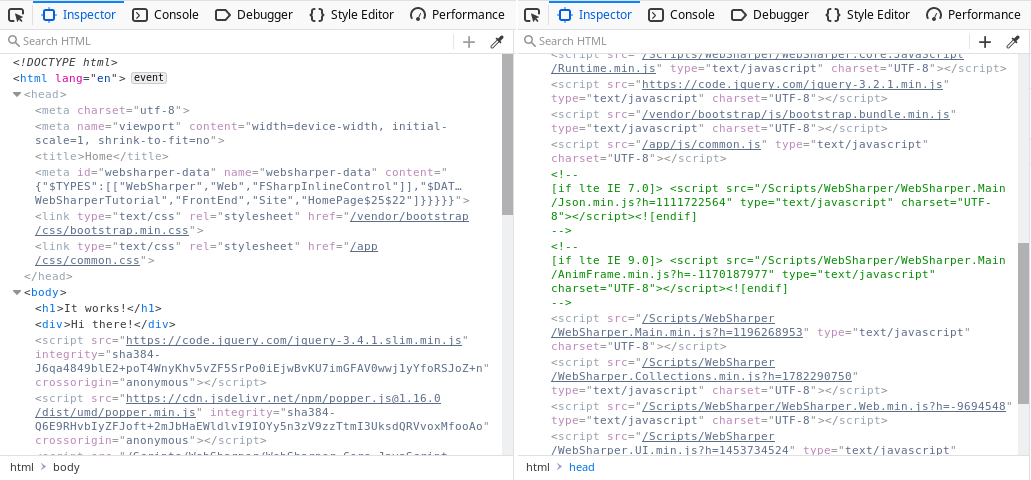 Inspector Console Debugger Style Editor Performance
Search HTML
<!DOCTYPE html>
<html lang="en"> event
<head>
<meta charset="utf-8">
<meta name="viewport" content="width=device-width, initial-
scale=1, shrink-to-fit=no">
<title>Home</title>
<meta id="websharper-data" name="websharper-data" content="
{"$TYPES":[["WebSharper","Web","FSharpInlineControl"]],"$DAT…
WebSharperTutorial","FrontEnd","Site","HomePage$25$22"]}}}}}}">
<link type="text/css" rel="stylesheet" href="/vendor/bootstrap
/css/bootstrap.min.css">
<link type="text/css" rel="stylesheet" href="/app
/css/common.css">
</head>
<body>
<h1>It works!</h1>
<div>Hi there!</div>
<script src="https://code.jquery.com/jquery-3.4.1.slim.min.js"
integrity="sha384-
J6qa4849blE2+poT4WnyKhv5vZF5SrPo0iEjwBvKU7imGFAV0wwj1yYfoRSJoZ+n"
crossorigin="anonymous"></script>
<script src="https://cdn.jsdelivr.net/npm/popper.js@1.16.0
/dist/umd/popper.min.js" integrity="sha384-
Q6E9RHvbIyZFJoft+2mJbHaEWldlvI9IOYy5n3zV9zzTtmI3UksdQRVvoxMfooAo"
crossorigin="anonymous"></script>
<script src="/Scripts/WebSharper/WebSharper.Core.JavaScript
html > body
Inspector Console Debugger Style Editor Performance
Search HTML
<script src="/Scripts/WebSharper/WebSharper.Core.JavaScript
/Runtime.min.js" type="text/javascript" charset="UTF-8"></script>
<script src="https://code.jquery.com/jquery-3.2.1.min.js"
type="text/javascript" charset="UTF-8"></script>
<script src="/vendor/bootstrap/js/bootstrap.bundle.min.js"
type="text/javascript" charset="UTF-8"></script>
<script src="/app/js/common.js" type="text/javascript"
charset="UTF-8"></script>
<!--
[if lte IE 7.0]> <script src="/Scripts/WebSharper/WebSharper.Main
/Json.min.js?h=1111722564" type="text/javascript" charset="UTF-
8"></script><![endif]
-->
<!--
[if lte IE 9.0]> <script src="/Scripts/WebSharper/WebSharper.Main
/AnimFrame.min.js?h=-1170187977" type="text/javascript"
charset="UTF-8"></script><![endif]
-->
<script src="/Scripts/WebSharper
/WebSharper.Main.min.js?h=1196268953" type="text/javascript"
charset="UTF-8"></script>
<script src="/Scripts/WebSharper
/WebSharper.Collections.min.js?h=1782290750"
type="text/javascript" charset="UTF-8"></script>
<script src="/Scripts/WebSharper/WebSharper.Web.min.js?h=-9694548"
type="text/javascript" charset="UTF-8"></script>
<script src="/Scripts/WebSharper
/WebSharper.UI.min.js?h=1453734524" type="text/javascript"
html > head